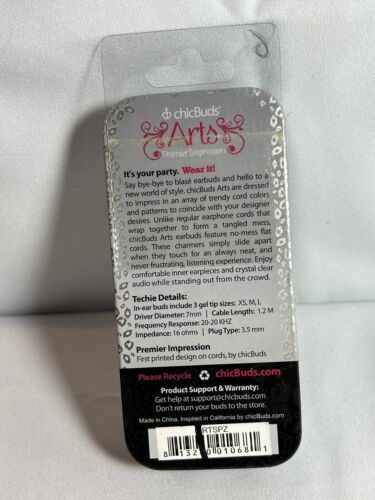 chicBuds
Arts
Premier Impression
It's your party. Wear it!
Say bye-bye to blasé earbuds and hello to a
new world of style. chicBuds Arts are dressed
to impress in an array of trendy cord colors
and patterns to coincide with your designer
desires. Unlike regular earphone cords that
wrap together to form a tangled mess,
chicBuds Arts earbuds feature no-mess flat
cords. These charmers simply slide apart
when they touch for an always neat, and
never frustrating, listening experience. Enjoy
comfortable inner earpieces and crystal clear
audio while standing out from the crowd.
Techie Details:
In-ear buds include 3 gel tip sizes: XS, M, L
Driver Diameter: 7mm | Cable Length: 1.2 M
Frequency Response: 20-20 KHZ
Impedance: 16 ohms | Plug Type: 3.5 mm
Premier Impression
First printed design on cords, by chicBuds
Please Recycle chicBuds.com
Product Support & Warranty:
Get help at support@chicBuds.com
Don't return your buds to the store.
Made in China. Inspired in California by chicBuds.com
RTSPZ
8 132 001068 1